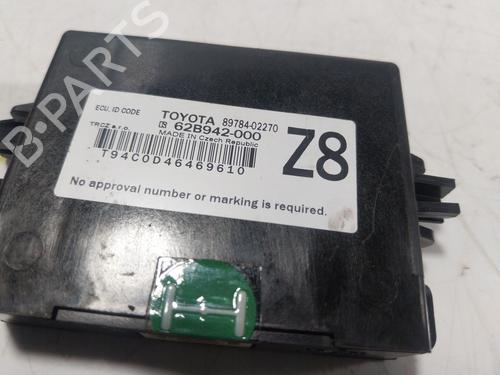 ECU, ID CODE TOYOTA 89784-02270
TRCZ s.r.o. 62B942-000
MADE IN Czech Republic
Z8
T94C0D46469610
No approval number or marking is required.
B-PARTS